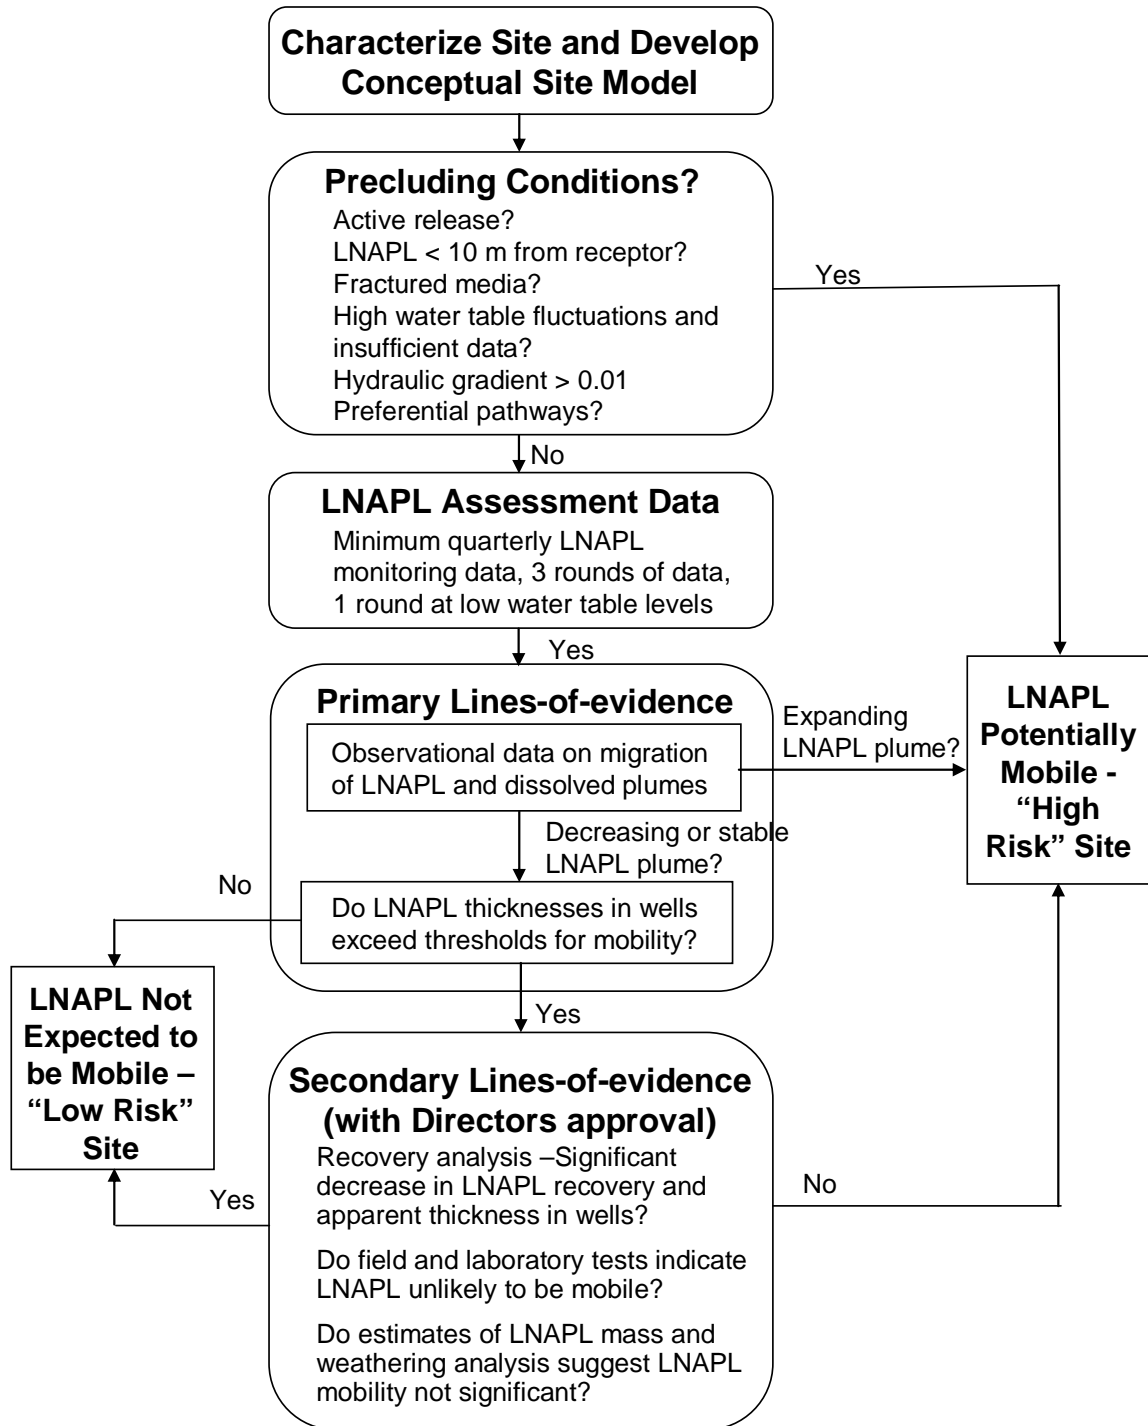 Characterize Site and Develop
Conceptual Site Model
Precluding Conditions?
Active release?
LNAPL < 10 m from receptor?
Fractured media?
High water table fluctuations and
insufficient data?
Hydraulic gradient > 0.01
Preferential pathways?
Yes
No
LNAPL Assessment Data
Minimum quarterly LNAPL
monitoring data, 3 rounds of data,
1 round at low water table levels
Yes
Primary Lines-of-evidence
Observational data on migration
of LNAPL and dissolved plumes
Expanding
LNAPL plume?
LNAPL
Potentially
Mobile -
“High
Risk” Site
Decreasing or stable
LNAPL plume?
No
Do LNAPL thicknesses in wells
exceed thresholds for mobility?
LNAPL Not
Expected to
be Mobile –
“Low Risk”
Site
Yes
Secondary Lines-of-evidence
(with Directors approval)
Recovery analysis –Significant
decrease in LNAPL recovery and
apparent thickness in wells?
Yes
No
Do field and laboratory tests indicate
LNAPL unlikely to be mobile?
Do estimates of LNAPL mass and
weathering analysis suggest LNAPL
mobility not significant?